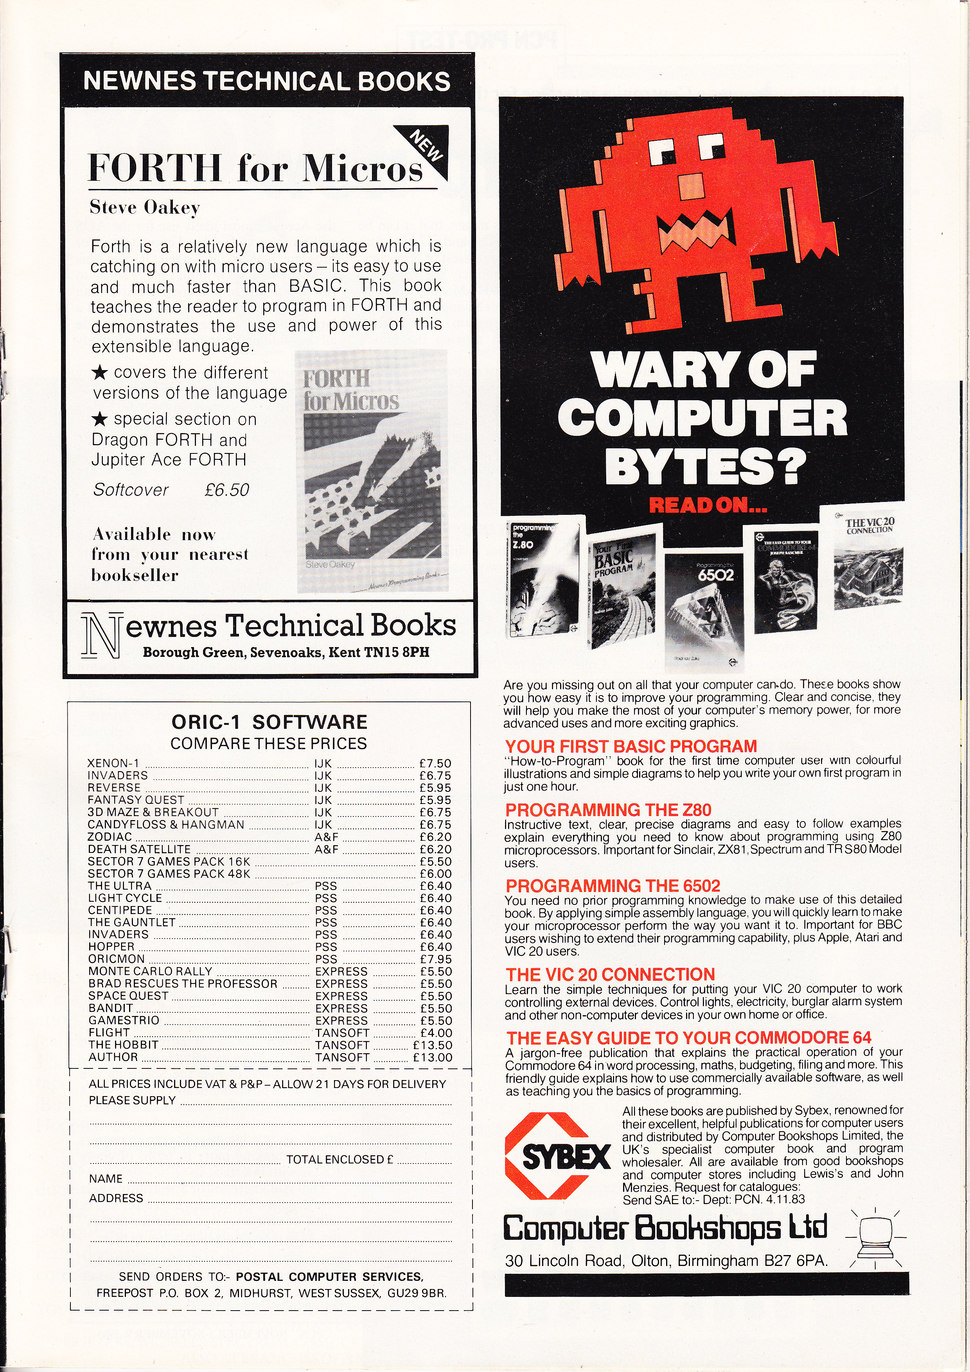 NEWNES TECHNICAL BOOKS
NEW
FORTH for Micros
Steve Oakey
Forth is a relatively new language which is
catching on with micro users – its easy to use
and much faster than BASIC. This book
teaches the reader to program in FORTH and
demonstrates the use and power of this
extensible language.
★ covers the different
versions of the language
★ special section on
Dragon FORTH and
Jupiter Ace FORTH
Softcover £6.50
Available now
from your nearest
bookseller
FORTH
for Micros
Steve Oakey
Newnes Programming Books
Newnes Technical Books
Borough Green, Sevenoaks, Kent TN15 8PH
ORIC-1 SOFTWARE
COMPARE THESE PRICES
XENON-1 IJK £7.50
INVADERS IJK £6.75
REVERSE IJK £5.95
FANTASY QUEST IJK £5.95
3D MAZE & BREAKOUT IJK £6.75
CANDYFLOSS & HANGMAN IJK £6.75
ZODIAC A&F £6.20
DEATH SATELLITE A&F £6.20
SECTOR 7 GAMES PACK 16K £5.50
SECTOR 7 GAMES PACK 48K £6.00
THE ULTRA PSS £6.40
LIGHT CYCLE PSS £6.40
CENTIPEDE PSS £6.40
THE GAUNTLET PSS £6.40
INVADERS PSS £6.40
HOPPER PSS £6.40
ORICMON PSS £7.95
MONTE CARLO RALLY EXPRESS £5.50
BRAD RESCUES THE PROFESSOR EXPRESS £5.50
SPACE QUEST EXPRESS £5.50
BANDIT EXPRESS £5.50
GAMESTRIO EXPRESS £5.50
FLIGHT TANSOFT £4.00
THE HOBBIT TANSOFT £13.50
AUTHOR TANSOFT £13.00
ALL PRICES INCLUDE VAT & P&P – ALLOW 21 DAYS FOR DELIVERY
PLEASE SUPPLY
TOTAL ENCLOSED £
NAME
ADDRESS
SEND ORDERS TO:- POSTAL COMPUTER SERVICES,
FREEPOST P.O. BOX 2, MIDHURST, WEST SUSSEX, GU29 9BR.
WARY OF
COMPUTER
BYTES?
READ ON...
programming
the
Z.80
Your First
BASIC
PROGRAM
Programming the
6502
THE EASY GUIDE TO YOUR
COMMODORE 64
THE VIC 20
CONNECTION
Are you missing out on all that your computer can do. These books show
you how easy it is to improve your programming. Clear and concise, they
will help you make the most of your computer's memory power, for more
advanced uses and more exciting graphics.
YOUR FIRST BASIC PROGRAM
"How-to-Program" book for the first time computer user with colourful
illustrations and simple diagrams to help you write your own first program in
just one hour.
PROGRAMMING THE Z80
Instructive text, clear, precise diagrams and easy to follow examples
explain everything you need to know about programming using Z80
microprocessors. Important for Sinclair, ZX81, Spectrum and TR S80 Model
users.
PROGRAMMING THE 6502
You need no prior programming knowledge to make use of this detailed
book. By applying simple assembly language, you will quickly learn to make
your microprocessor perform the way you want it to. Important for BBC
users wishing to extend their programming capability, plus Apple, Atari and
VIC 20 users.
THE VIC 20 CONNECTION
Learn the simple techniques for putting your VIC 20 computer to work
controlling external devices. Control lights, electricity, burglar alarm system
and other non-computer devices in your own home or office.
THE EASY GUIDE TO YOUR COMMODORE 64
A jargon-free publication that explains the practical operation of your
Commodore 64 in word processing, maths, budgeting, filing and more. This
friendly guide explains how to use commercially available software, as well
as teaching you the basics of programming.
SYBEX
All these books are published by Sybex, renowned for
their excellent, helpful publications for computer users
and distributed by Computer Bookshops Limited, the
UK's specialist computer book and program
wholesaler. All are available from good bookshops
and computer stores including Lewis's and John
Menzies. Request for catalogues:
Send SAE to:- Dept: PCN. 4.11.83
Computer Bookshops Ltd
30 Lincoln Road, Olton, Birmingham B27 6PA.